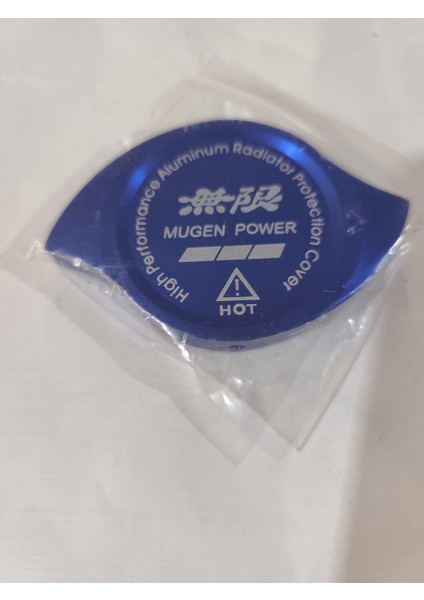 High Performance Aluminum Radiator Protection Cover
無限
MUGEN POWER
HOT